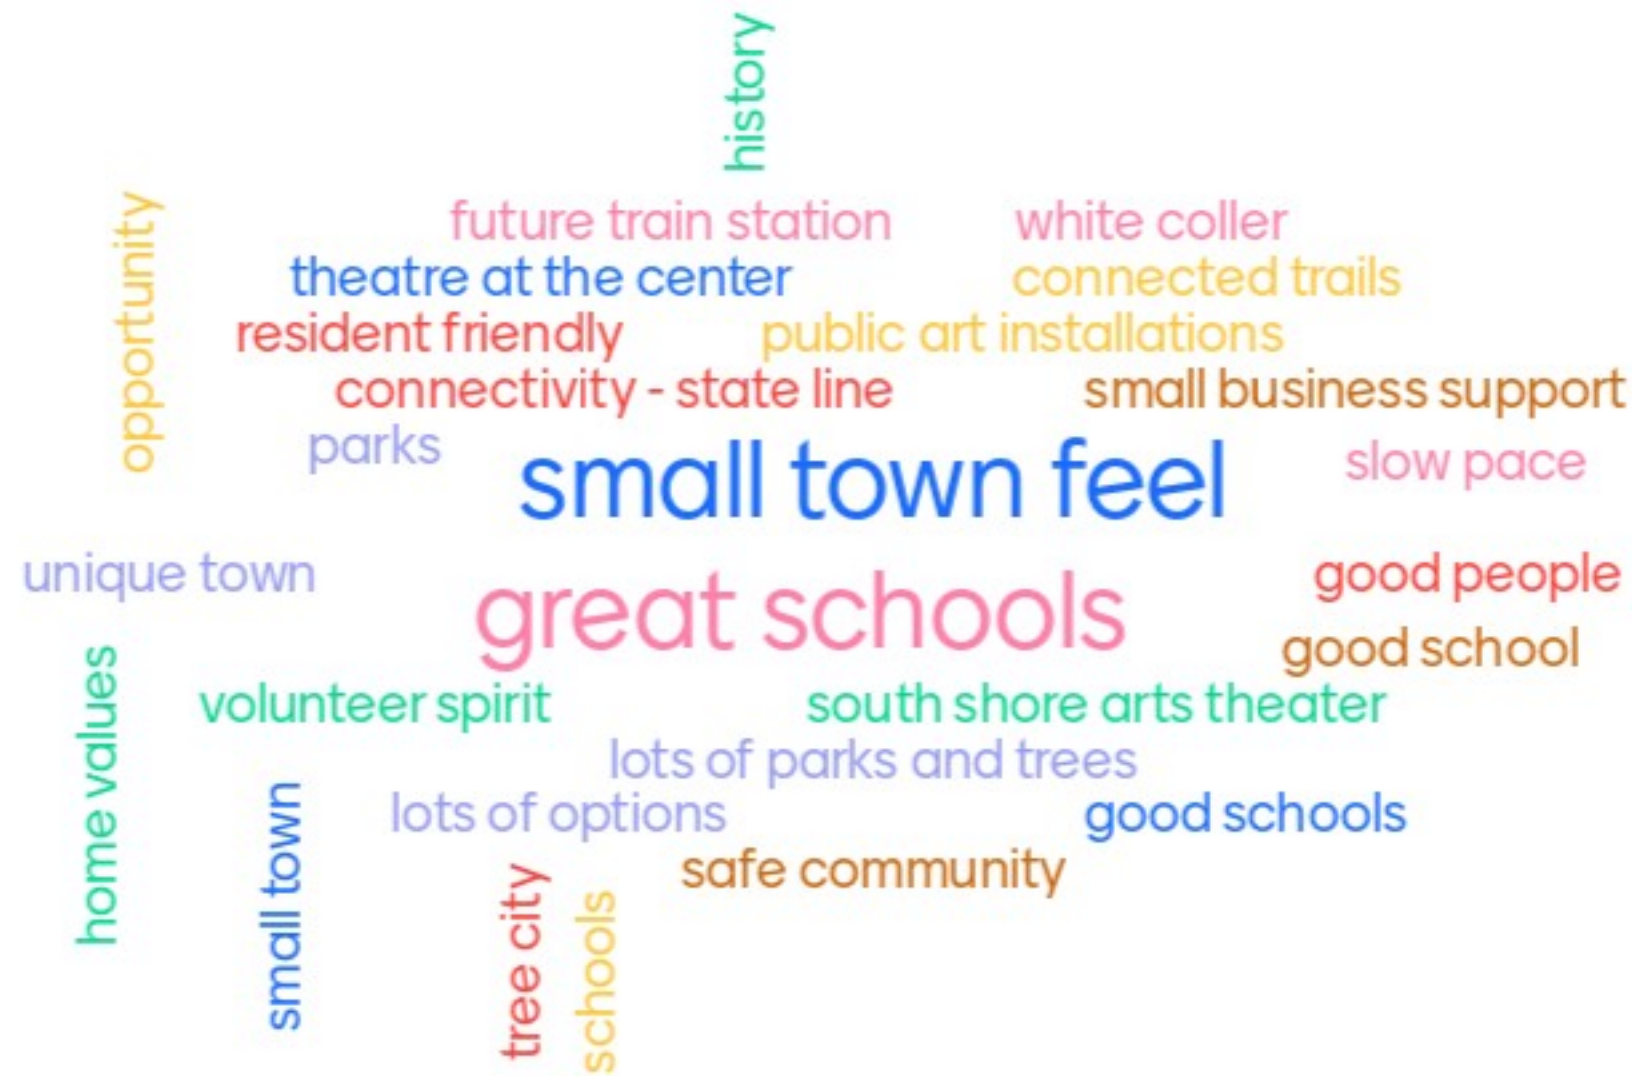 history
opportunity
future train station
white coller
theatre at the center
connected trails
resident friendly
public art installations
connectivity - state line
small business support
parks
small town feel
slow pace
unique town
great schools
good people
good school
home values
volunteer spirit
south shore arts theater
lots of parks and trees
small town
lots of options
good schools
safe community
tree city
schools